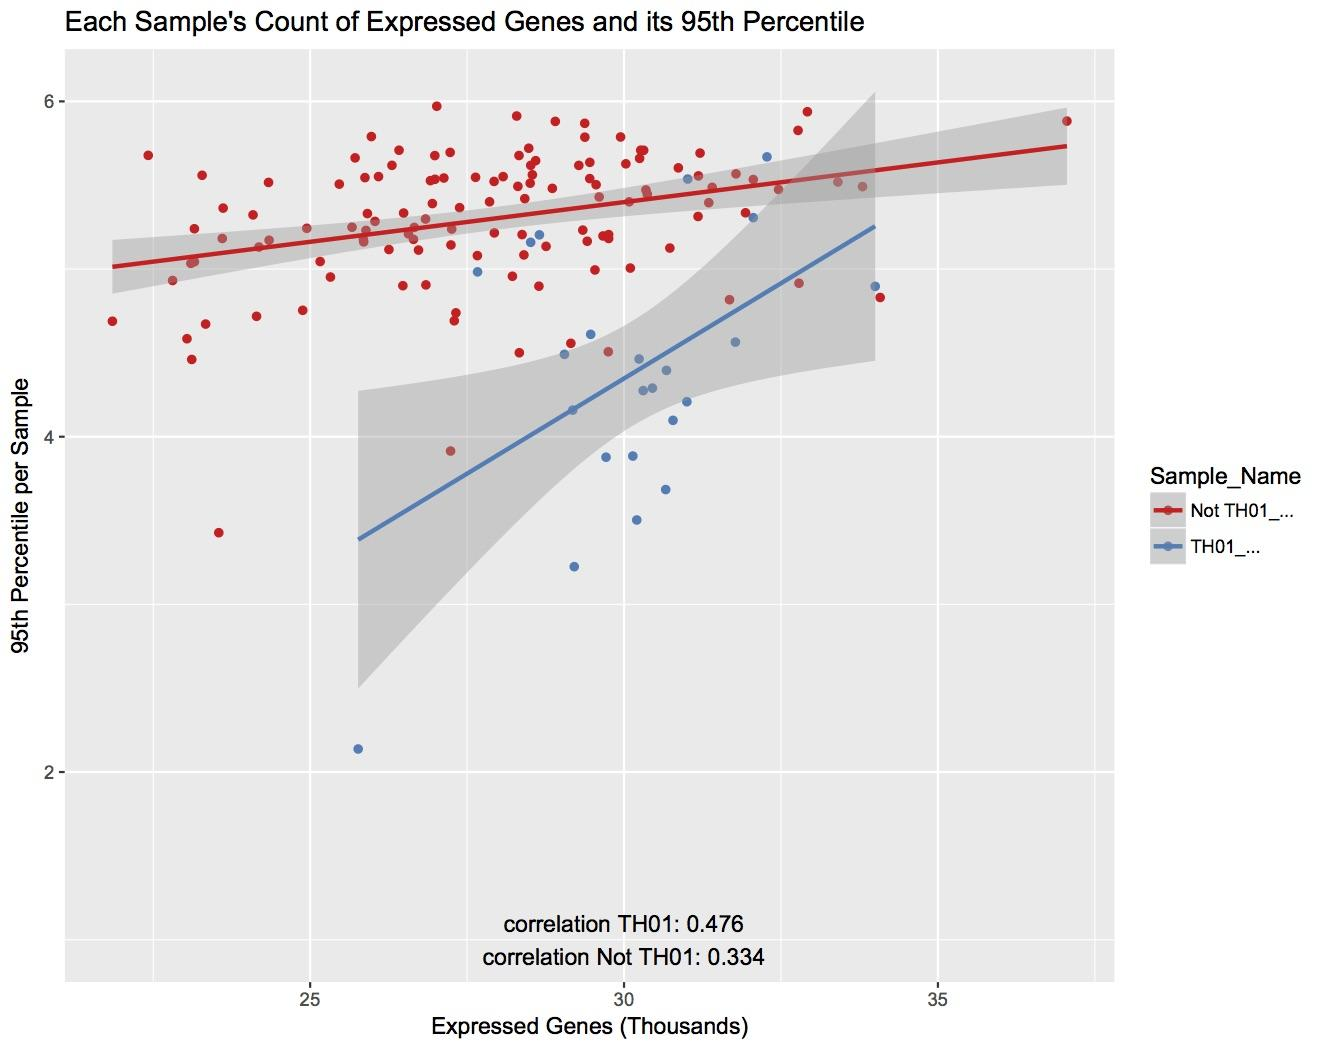 Each Sample's Count of Expressed Genes and its 95th Percentile
6
4
2
95th Percentile per Sample
correlation TH01: 0.476
correlation Not TH01: 0.334
25 30 35
Expressed Genes (Thousands)
Sample_Name
Not TH01_...
TH01_...